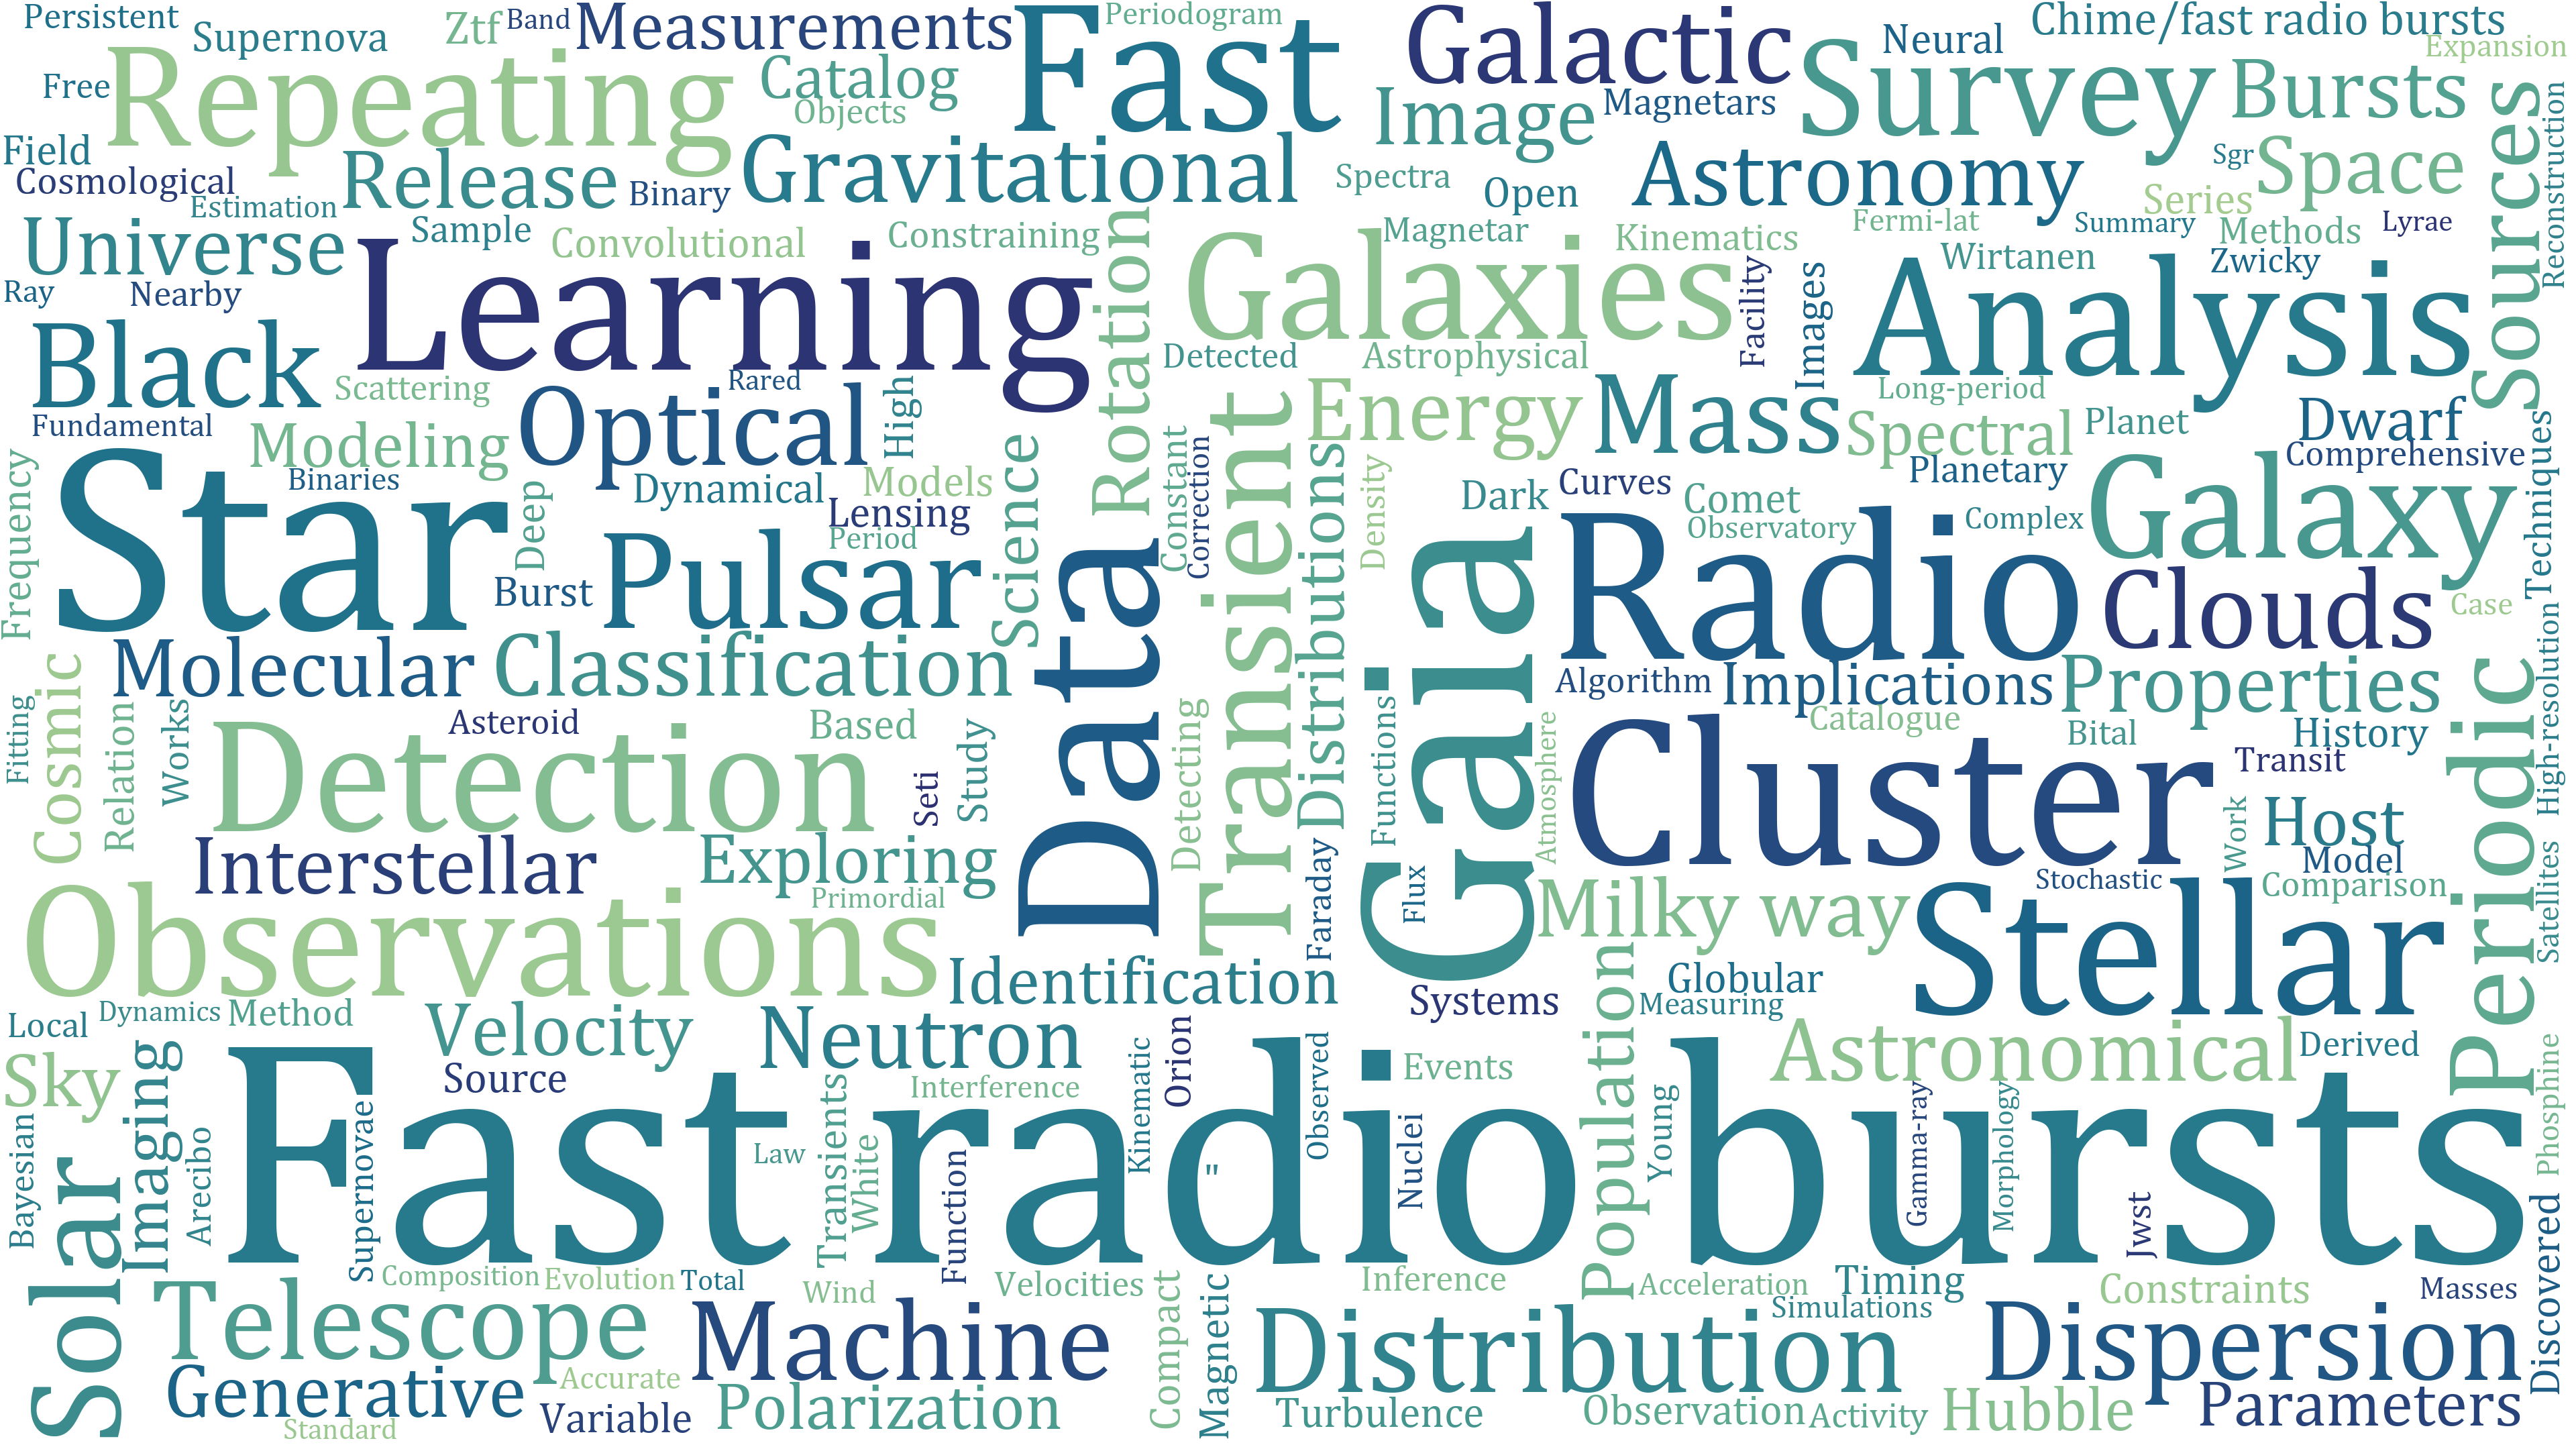 Persistent
Supernova
Ztf
Band
Measurements
Fast
Periodogram
Galactic
Neural
Chime/fast radio bursts
Expansion
Free
Repeating
Catalog
Objects
Image
Magnetars
Survey
Bursts
Sources
Reconstruction
Field
Cosmological
Release
Binary
Gravitational
Spectra
Open
Astronomy
Sgr
Space
Series
Estimation
Universe
Sample
Convolutional
Constraining
Rotation
Galaxies
Magnetar
Kinematics
Fermi-lat
Summary
Methods
Lyrae
Ray
Nearby
Learning
Facility
Images
Wirtanen
Zwicky
Analysis
Black
Scattering
Rared
Detected
Astrophysical
Fundamental
Modeling
Optical
High
Science
Transient
Energy
Mass
Long-period
Spectral
Planet
Dwarf
Comprehensive
Techniques
Frequency
Star
Binaries
Deep
Dynamical
Models
Lensing
Period
Constant
Correction
Distributions
Density
Dark
Curves
Comet
Observatory
Planetary
Complex
Galaxy
Burst
Pulsar
Data
Gaia
Radio
Clouds
Case
Molecular
Classification
Algorithm
Implications
Properties
Periodic
High-resolution
Fitting
Cosmic
Relation
Works
Asteroid
Based
Detecting
Functions
Atmosphere
Catalogue
Bital
History
Transit
Detection
Seti
Study
Cluster
Work
Host
Model
Interstellar
Exploring
Primordial
Faraday
Flux
Milky way
Stochastic
Comparison
Satellites
Observations
Identification
Stellar
Local
Dynamics
Method
Velocity
Neutron
Systems
Globular
Measuring
Population
Astronomical
Derived
Sky
Imaging
Source
Interference
Kinematic
Orion
Observed
Events
Young
Phosphine
Bayesian
Solar
Arecibo
Fast radio bursts
Supernovae
Law
Transients
White
Function
"
Nuclei
Gamma-ray
Morphology
Jwst
Discovered
Composition
Evolution
Total
Wind
Velocities
Compact
Magnetic
Inference
Acceleration
Timing
Simulations
Constraints
Masses
Telescope
Machine
Distribution
Dispersion
Generative
Accurate
Standard
Variable
Polarization
Turbulence
Observation
Activity
Hubble
Parameters